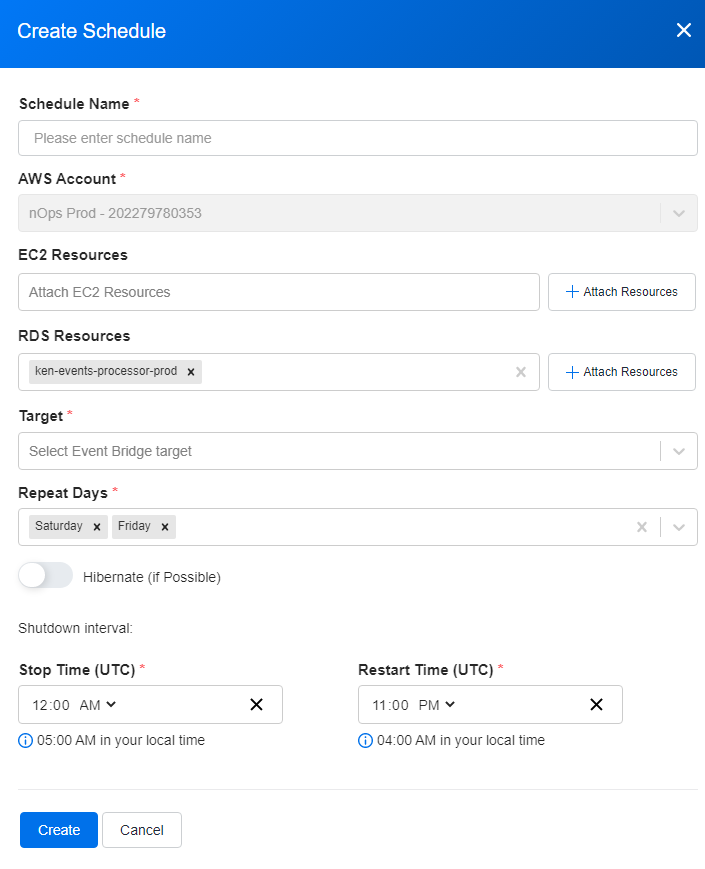 Create Schedule
Schedule Name *
Please enter schedule name
AWS Account *
nOps Prod - 202279780353
EC2 Resources
Attach EC2 Resources
Attach Resources
RDS Resources
ken-events-processor-prod
Attach Resources
Target *
Select Event Bridge target
Repeat Days *
Saturday Friday
Hibernate (if Possible)
Shutdown interval:
Stop Time (UTC) * Restart Time (UTC) *
12:00 AM 11:00 PM
05:00 AM in your local time 04:00 AM in your local time
Create Cancel